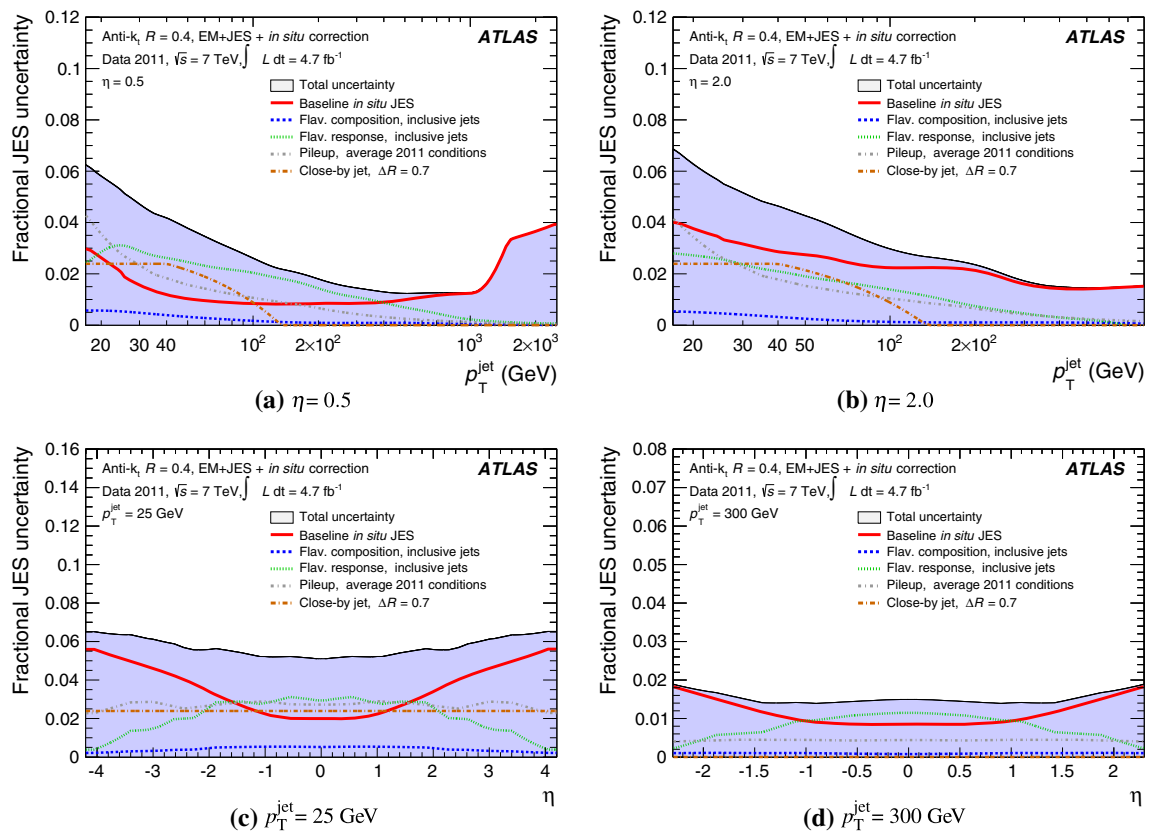 0.12
0.1
0.08
0.06
0.04
0.02
0
Fractional JES uncertainty
Anti-kt R = 0.4, EM+JES + in situ correction
ATLAS
Data 2011, √s = 7 TeV,∫ L dt = 4.7 fb⁻¹
η = 0.5
Total uncertainty
Baseline in situ JES
Flav. composition, inclusive jets
Flav. response, inclusive jets
Pileup, average 2011 conditions
Close-by jet, ΔR = 0.7
20 30 40 10² 2×10² 10³ 2×10³
p_T^jet (GeV)
(a) η = 0.5
0.12
0.1
0.08
0.06
0.04
0.02
0
Fractional JES uncertainty
Anti-kt R = 0.4, EM+JES + in situ correction
ATLAS
Data 2011, √s = 7 TeV,∫ L dt = 4.7 fb⁻¹
η = 2.0
Total uncertainty
Baseline in situ JES
Flav. composition, inclusive jets
Flav. response, inclusive jets
Pileup, average 2011 conditions
Close-by jet, ΔR = 0.7
20 30 40 50 10² 2×10²
p_T^jet (GeV)
(b) η = 2.0
0.16
0.14
0.12
0.1
0.08
0.06
0.04
0.02
0
Fractional JES uncertainty
Anti-kt R = 0.4, EM+JES + in situ correction
ATLAS
Data 2011, √s = 7 TeV,∫ L dt = 4.7 fb⁻¹
p_T^jet = 25 GeV
Total uncertainty
Baseline in situ JES
Flav. composition, inclusive jets
Flav. response, inclusive jets
Pileup, average 2011 conditions
Close-by jet, ΔR = 0.7
-4 -3 -2 -1 0 1 2 3 4
η
(c) p_T^jet = 25 GeV
0.08
0.07
0.06
0.05
0.04
0.03
0.02
0.01
0
Fractional JES uncertainty
Anti-kt R = 0.4, EM+JES + in situ correction
ATLAS
Data 2011, √s = 7 TeV,∫ L dt = 4.7 fb⁻¹
p_T^jet = 300 GeV
Total uncertainty
Baseline in situ JES
Flav. composition, inclusive jets
Flav. response, inclusive jets
Pileup, average 2011 conditions
Close-by jet, ΔR = 0.7
-2 -1.5 -1 -0.5 0 0.5 1 1.5 2
η
(d) p_T^jet = 300 GeV